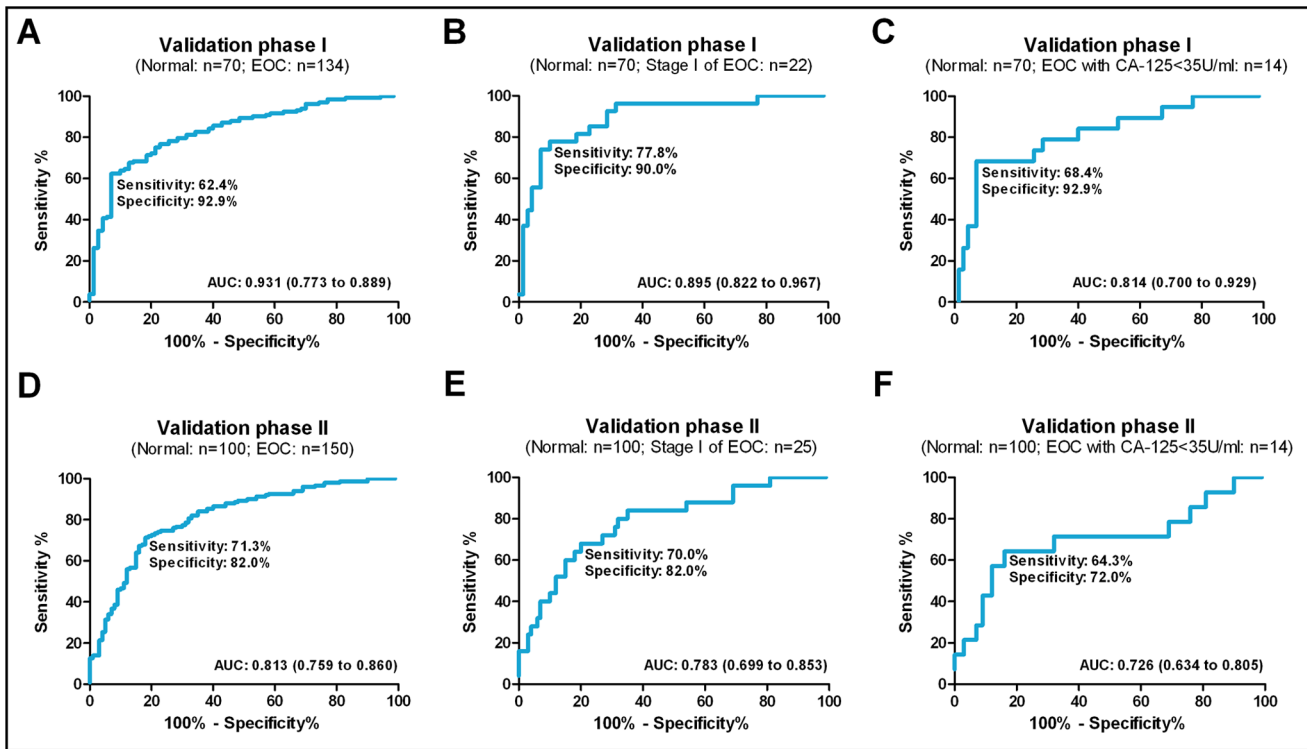 A
Validation phase I
(Normal: n=70; EOC: n=134)
100
80
60
40
20
0
Sensitivity %
Sensitivity: 62.4%
Specificity: 92.9%
AUC: 0.931 (0.773 to 0.889)
0 20 40 60 80 100
100% - Specificity%
B
Validation phase I
(Normal: n=70; Stage I of EOC: n=22)
100
80
60
40
20
0
Sensitivity %
Sensitivity: 77.8%
Specificity: 90.0%
AUC: 0.895 (0.822 to 0.967)
0 20 40 60 80 100
100% - Specificity%
C
Validation phase I
(Normal: n=70; EOC with CA-125<35U/ml: n=14)
100
80
60
40
20
0
Sensitivity %
Sensitivity: 68.4%
Specificity: 92.9%
AUC: 0.814 (0.700 to 0.929)
0 20 40 60 80 100
100% - Specificity%
D
Validation phase II
(Normal: n=100; EOC: n=150)
100
80
60
40
20
0
Sensitivity %
Sensitivity: 71.3%
Specificity: 82.0%
AUC: 0.813 (0.759 to 0.860)
0 20 40 60 80 100
100% - Specificity%
E
Validation phase II
(Normal: n=100; Stage I of EOC: n=25)
100
80
60
40
20
0
Sensitivity %
Sensitivity: 70.0%
Specificity: 82.0%
AUC: 0.783 (0.699 to 0.853)
0 20 40 60 80 100
100% - Specificity%
F
Validation phase II
(Normal: n=100; EOC with CA-125<35U/ml: n=14)
100
80
60
40
20
0
Sensitivity %
Sensitivity: 64.3%
Specificity: 72.0%
AUC: 0.726 (0.634 to 0.805)
0 20 40 60 80 100
100% - Specificity%